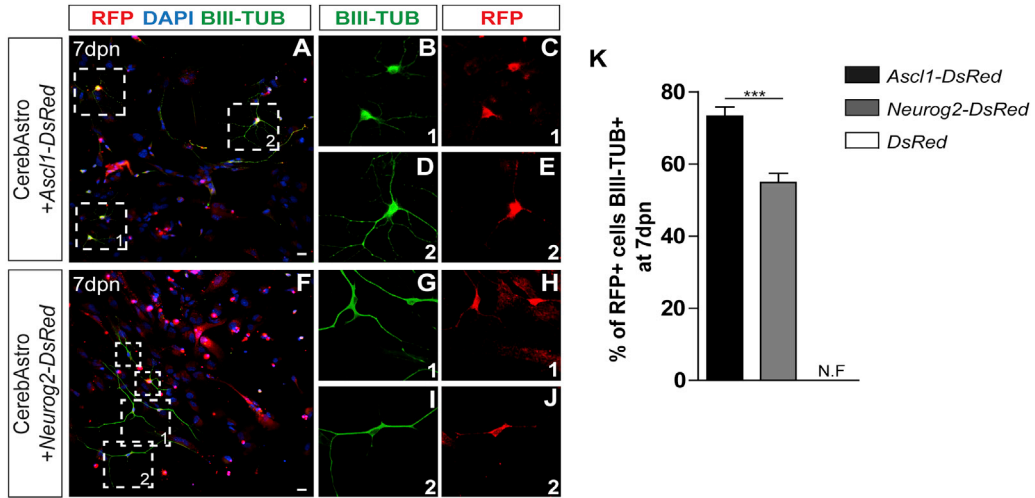 RFP DAPI BIII-TUB
BIII-TUB
RFP
CerebAstro
+Ascl1-DsRed
7dpn
A
2
1
B
1
C
1
D
2
E
2
CerebAstro
+Neurog2-DsRed
7dpn
F
1
2
G
1
H
1
I
2
J
2
K
% of RFP+ cells BIII-TUB+
at 7dpn
80
60
40
20
0
***
N.F
Ascl1-DsRed
Neurog2-DsRed
DsRed